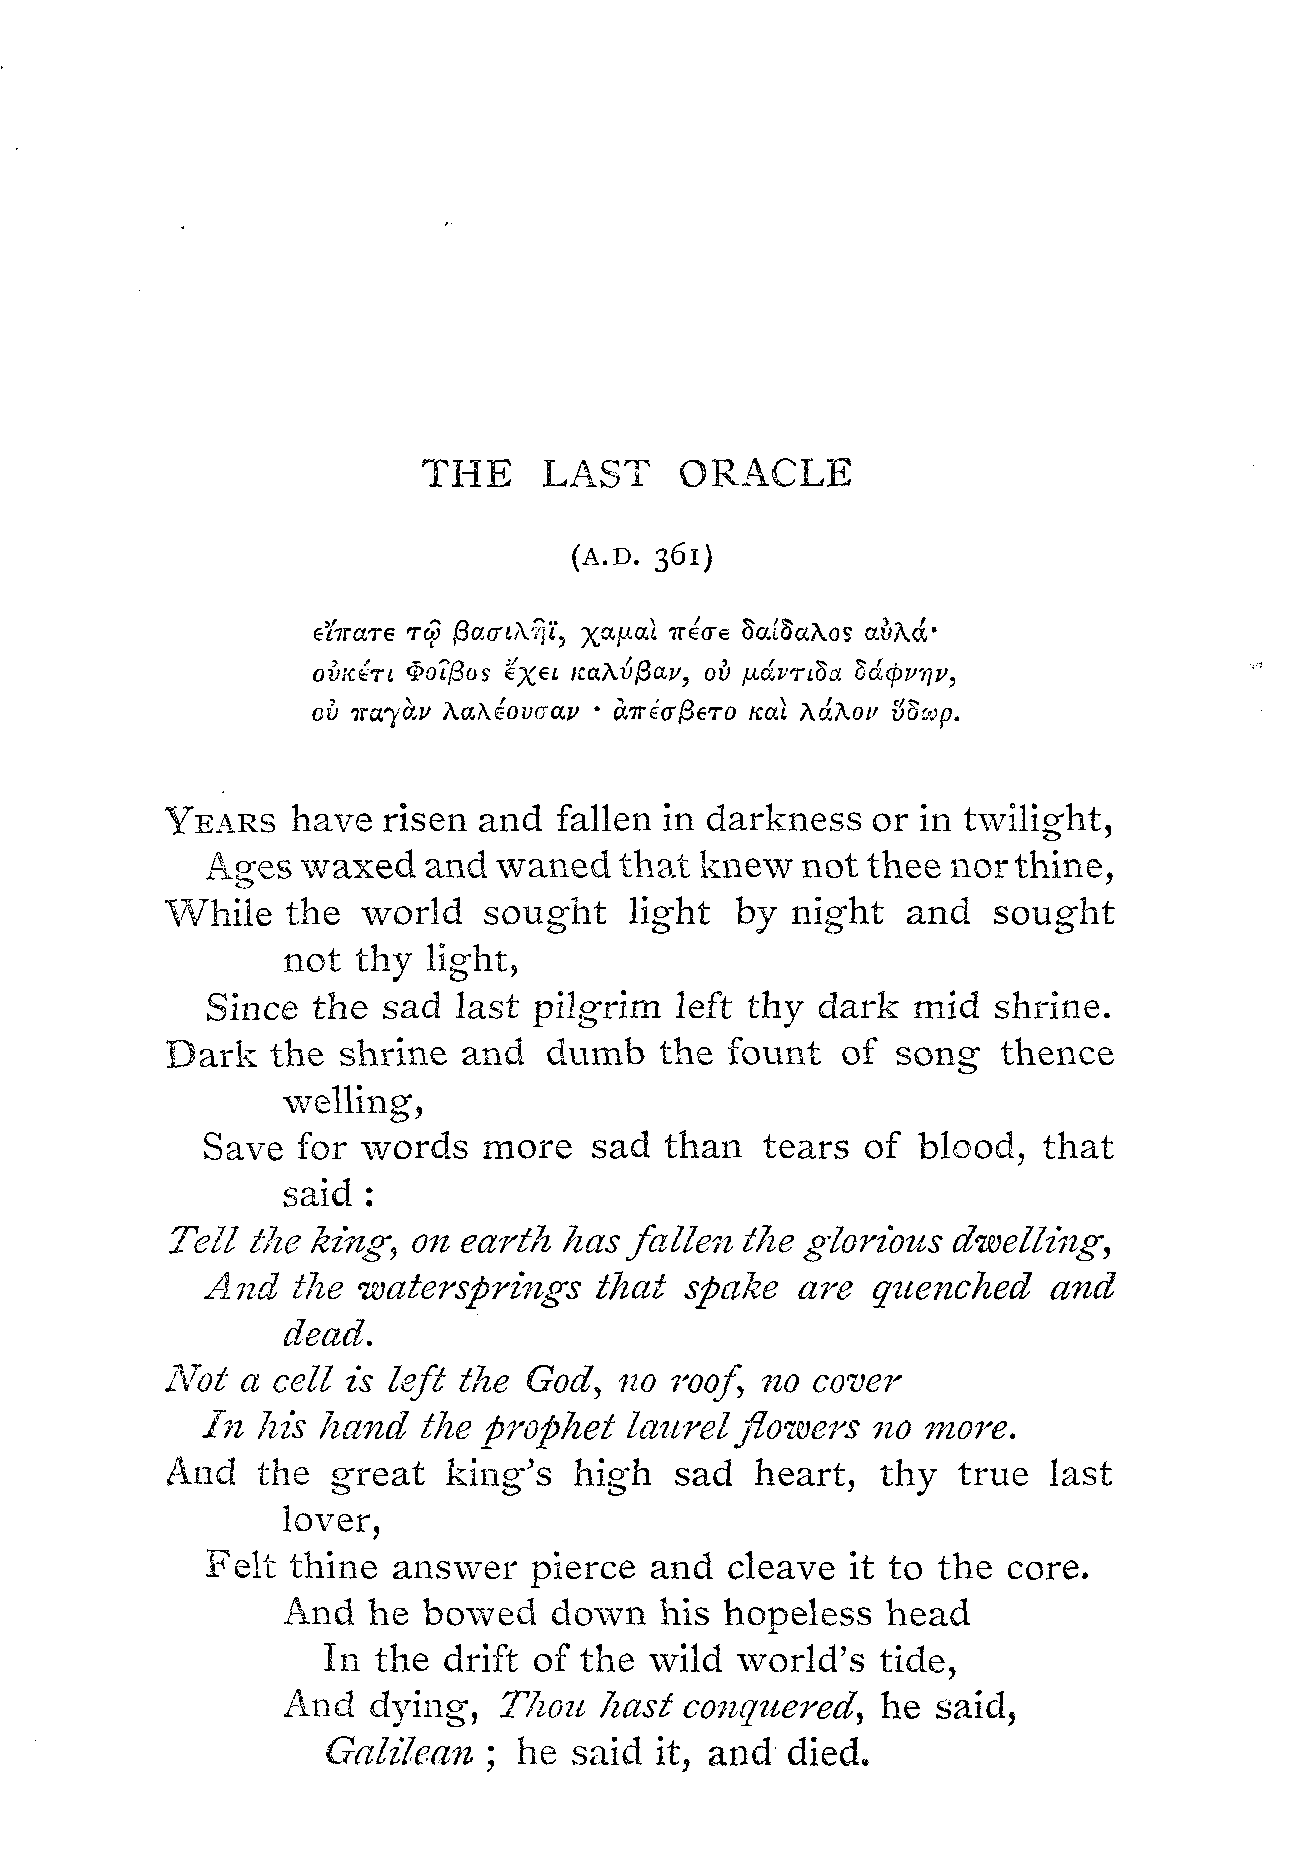 THE LAST ORACLE
(A.D. 361)
εἴπατε τῷ βασιλῆϊ, χαμαὶ πέσε δαίδαλος αὐλά·
οὐκέτι Φοῖβος ἔχει καλύβαν, οὐ μάντιδα δάφνην,
οὐ παγὰν λαλέουσαν · ἀπέσβετο καὶ λάλον ὕδωρ.
YEARS have risen and fallen in darkness or in twilight,
Ages waxed and waned that knew not thee nor thine,
While the world sought light by night and sought
not thy light,
Since the sad last pilgrim left thy dark mid shrine.
Dark the shrine and dumb the fount of song thence
welling,
Save for words more sad than tears of blood, that
said :
Tell the king, on earth has fallen the glorious dwelling,
And the watersprings that spake are quenched and
dead.
Not a cell is left the God, no roof, no cover
In his hand the prophet laurel flowers no more.
And the great king's high sad heart, thy true last
lover,
Felt thine answer pierce and cleave it to the core.
And he bowed down his hopeless head
In the drift of the wild world's tide,
And dying, Thou hast conquered, he said,
Galilean ; he said it, and died.